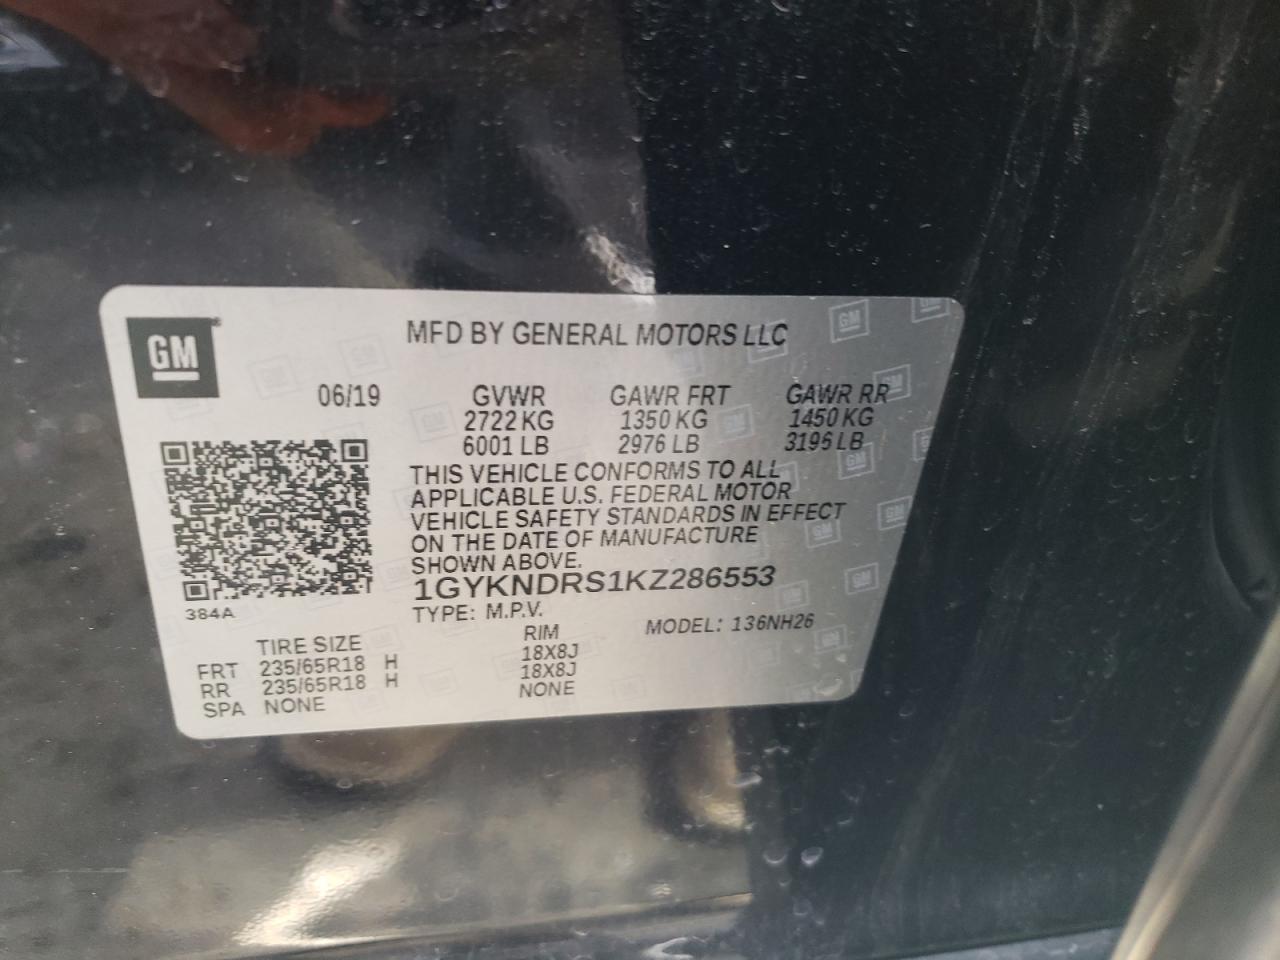 GM
MFD BY GENERAL MOTORS LLC
06/19 GVWR GAWR FRT GAWR RR
2722 KG 1350 KG 1450 KG
6001 LB 2976 LB 3196 LB
THIS VEHICLE CONFORMS TO ALL
APPLICABLE U.S. FEDERAL MOTOR
VEHICLE SAFETY STANDARDS IN EFFECT
ON THE DATE OF MANUFACTURE
SHOWN ABOVE.
1GYKNDRS1KZ286553
384A
TYPE: M.P.V. MODEL: 136NH26
TIRE SIZE RIM
FRT 235/65R18 H 18X8J
RR 235/65R18 H 18X8J
SPA NONE NONE